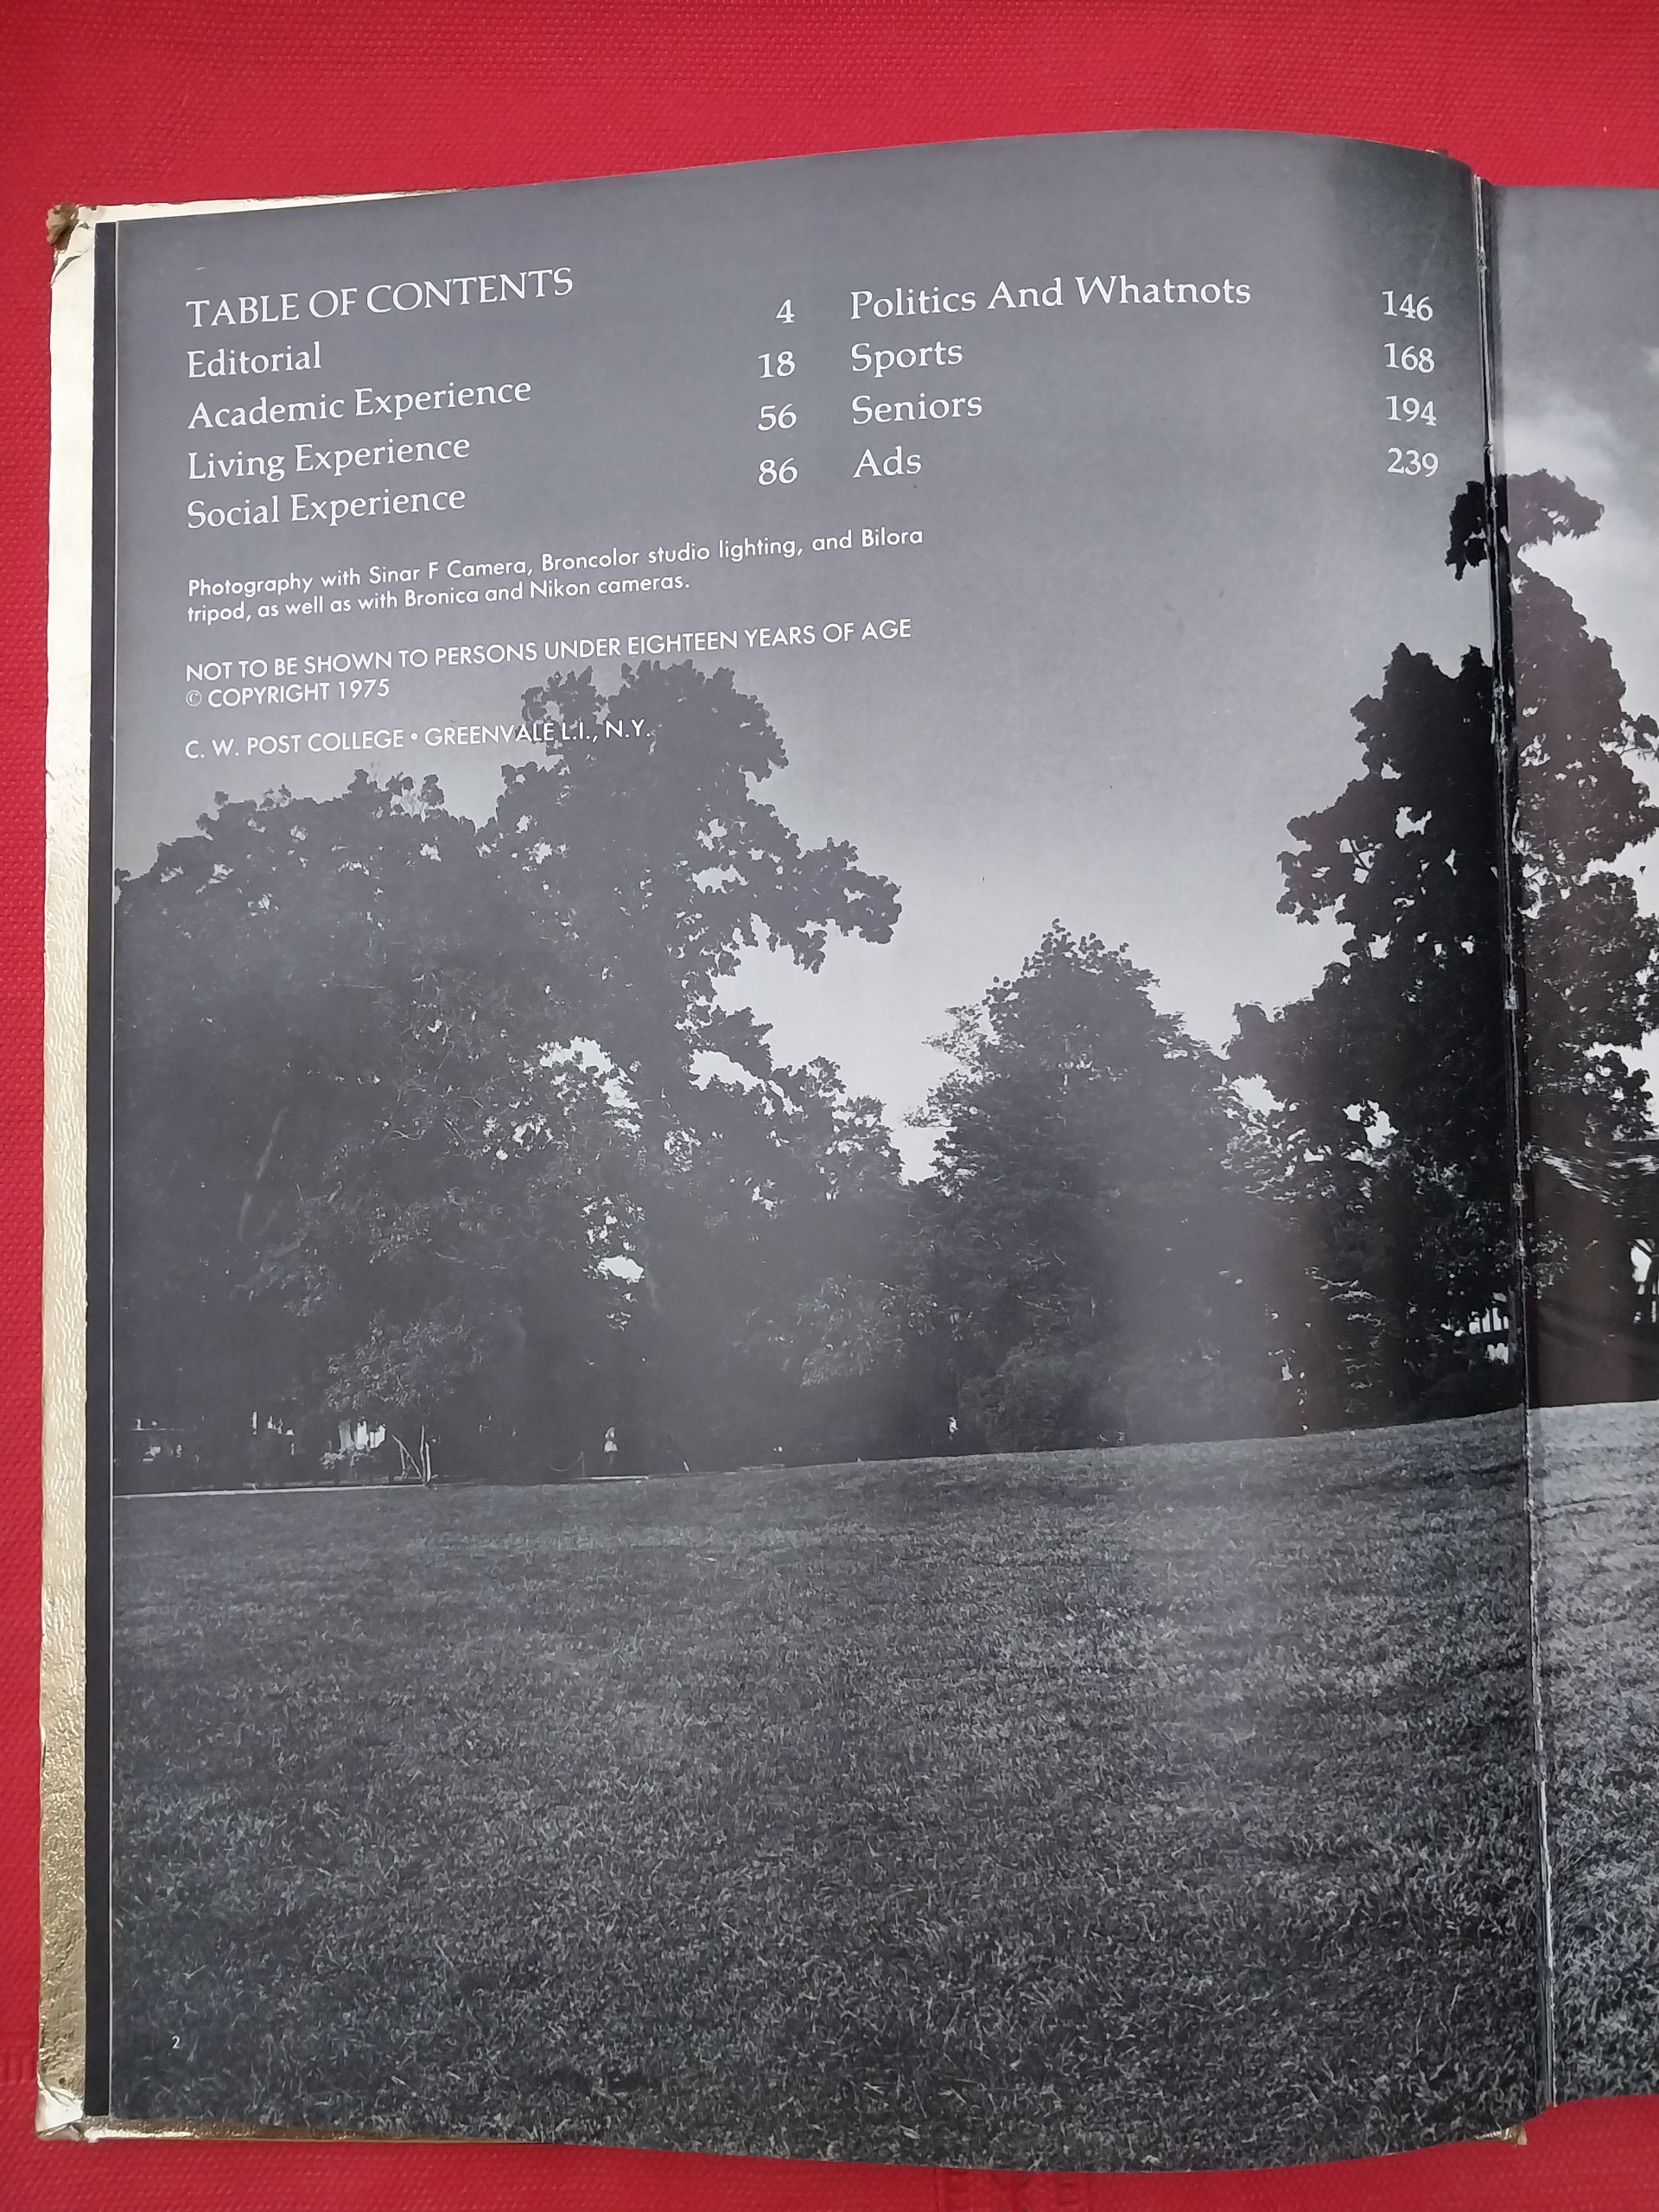 TABLE OF CONTENTS
Editorial 4
Academic Experience 18
Living Experience 56
Social Experience 86
Politics And Whatnots 146
Sports 168
Seniors 194
Ads 239
Photography with Sinar F Camera, Broncolor studio lighting, and Bilora
tripod, as well as with Bronica and Nikon cameras.
NOT TO BE SHOWN TO PERSONS UNDER EIGHTEEN YEARS OF AGE
© COPYRIGHT 1975
C. W. POST COLLEGE • GREENVALE L.I., N.Y.
2